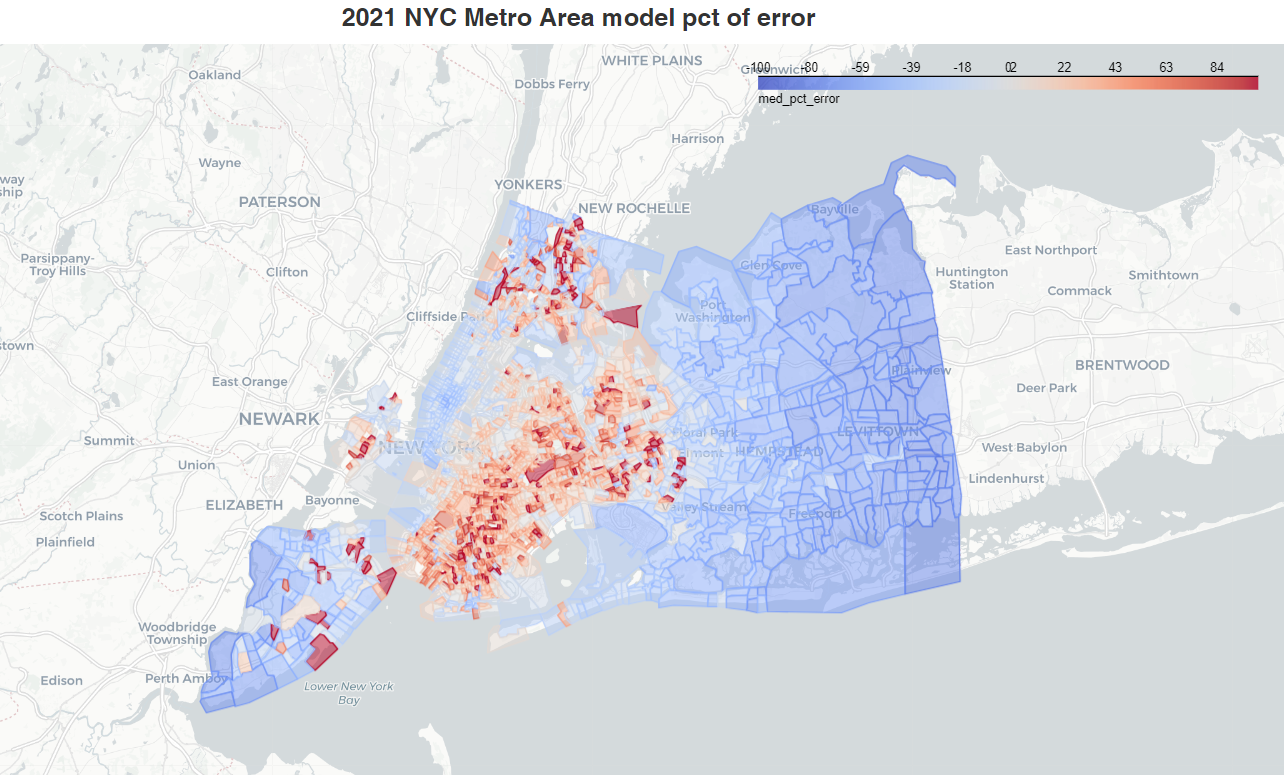 2021 NYC Metro Area model pct of error
WHITE PLAINS
Greenwich
-100 -80 -59 -39 -18 02 22 43 63 84
med_pct_error
Oakland
Dobbs Ferry
Harrison
Wayne
way
ship
YONKERS
NEW ROCHELLE
PATERSON
Bayville
East Northport
Parsippany-
Troy Hills
Clifton
Glen Cove
Huntington
Station
Smithtown
Commack
Port
Washington
Cliffside Park
stown
East Orange
Plainview
BRENTWOOD
Deer Park
NEWARK
Summit
NEW YORK
Floral Park
Elmont
HEMPSTEAD
LEVITTOWN
West Babylon
Union
Lindenhurst
ELIZABETH
Bayonne
Valley Stream
Freeport
Scotch Plains
Plainfield
Woodbridge
Township
Edison
Perth Amboy
Lower New York
Bay